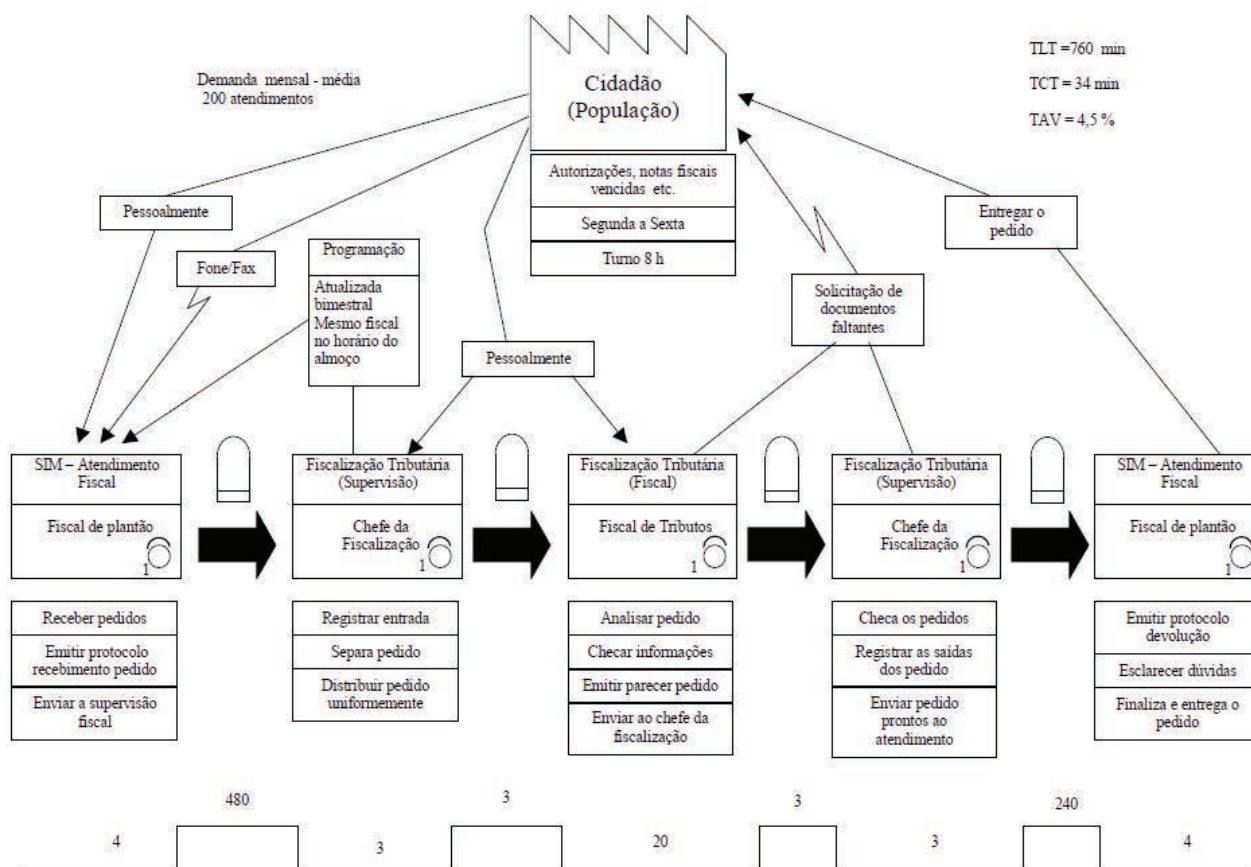 TLT =760 min
TCT = 34 min
TAV = 4,5 %
Demanda mensal - média
200 atendimentos
Cidadão
(População)
Autorizações, notas fiscais
vencidas etc.
Segunda a Sexta
Turno 8 h
Pessoalmente
Fone/Fax
Programação
Atualizada
bimestral
Mesmo fiscal
no horário do
almoço
Pessoalmente
Solicitação de
documentos
faltantes
Entregar o
pedido
SIM – Atendimento
Fiscal
Fiscal de plantão
1
Fiscalização Tributária
(Supervisão)
Chefe da
Fiscalização
1
Fiscalização Tributária
(Fiscal)
Fiscal de Tributos
1
Fiscalização Tributária
(Supervisão)
Chefe da
Fiscalização
1
SIM – Atendimento
Fiscal
Fiscal de plantão
1
Receber pedidos
Emitir protocolo
recebimento pedido
Enviar a supervisão
fiscal
Registrar entrada
Separa pedido
Distribuir pedido
uniformemente
Analisar pedido
Checar informações
Emitir parecer pedido
Enviar ao chefe da
fiscalização
Checa os pedidos
Registrar as saídas
dos pedido
Enviar pedido
prontos ao
atendimento
Emitir protocolo
devolução
Esclarecer dúvidas
Finaliza e entrega o
pedido
480
3
3
240
4
3
20
3
4